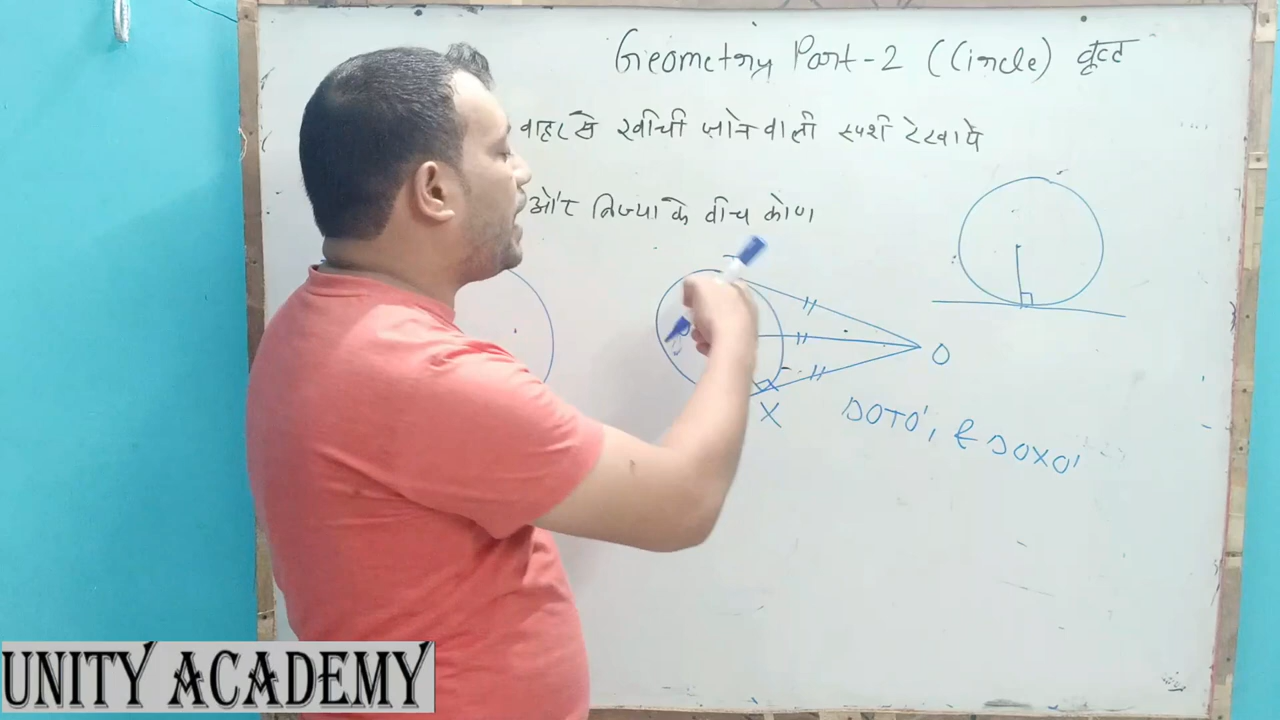 Geometry Part-2 (Circle) वृत्त
वाहर से खींची जाने वाली स्पर्श रेखाये
और त्रिज्या के वीच कोण
O
X
ΔOTO', & ΔOXO'
UNITY ACADEMY